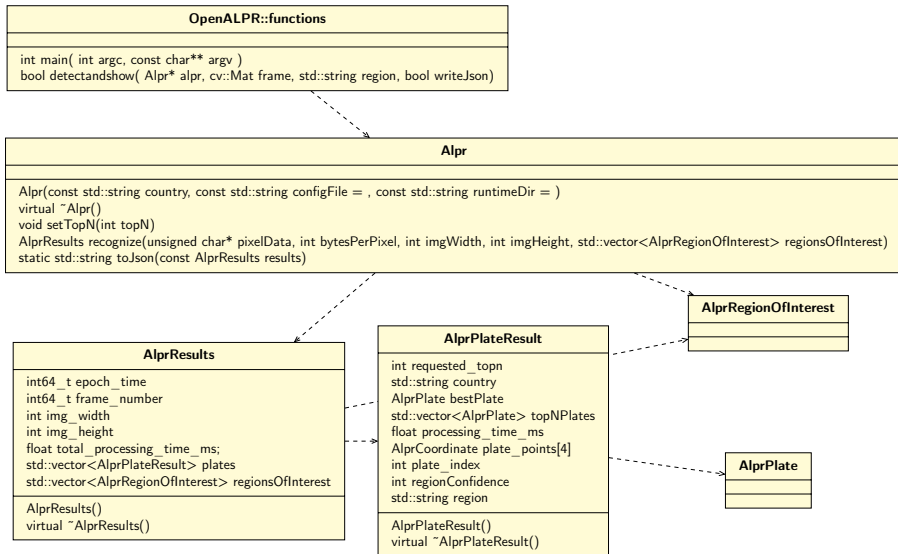 OpenALPR::functions
int main( int argc, const char** argv )
bool detectandshow( Alpr* alpr, cv::Mat frame, std::string region, bool writeJson)
Alpr
Alpr(const std::string country, const std::string configFile = , const std::string runtimeDir = )
virtual ~Alpr()
void setTopN(int topN)
AlprResults recognize(unsigned char* pixelData, int bytesPerPixel, int imgWidth, int imgHeight, std::vector<AlprRegionOfInterest> regionsOfInterest)
static std::string toJson(const AlprResults results)
AlprRegionOfInterest
AlprResults
int64_t epoch_time
int64_t frame_number
int img_width
int img_height
float total_processing_time_ms;
std::vector<AlprPlateResult> plates
std::vector<AlprRegionOfInterest> regionsOfInterest
AlprResults()
virtual ~AlprResults()
AlprPlateResult
int requested_topn
std::string country
AlprPlate bestPlate
std::vector<AlprPlate> topNPlates
float processing_time_ms
AlprCoordinate plate_points[4]
int plate_index
int regionConfidence
std::string region
AlprPlateResult()
virtual ~AlprPlateResult()
AlprPlate